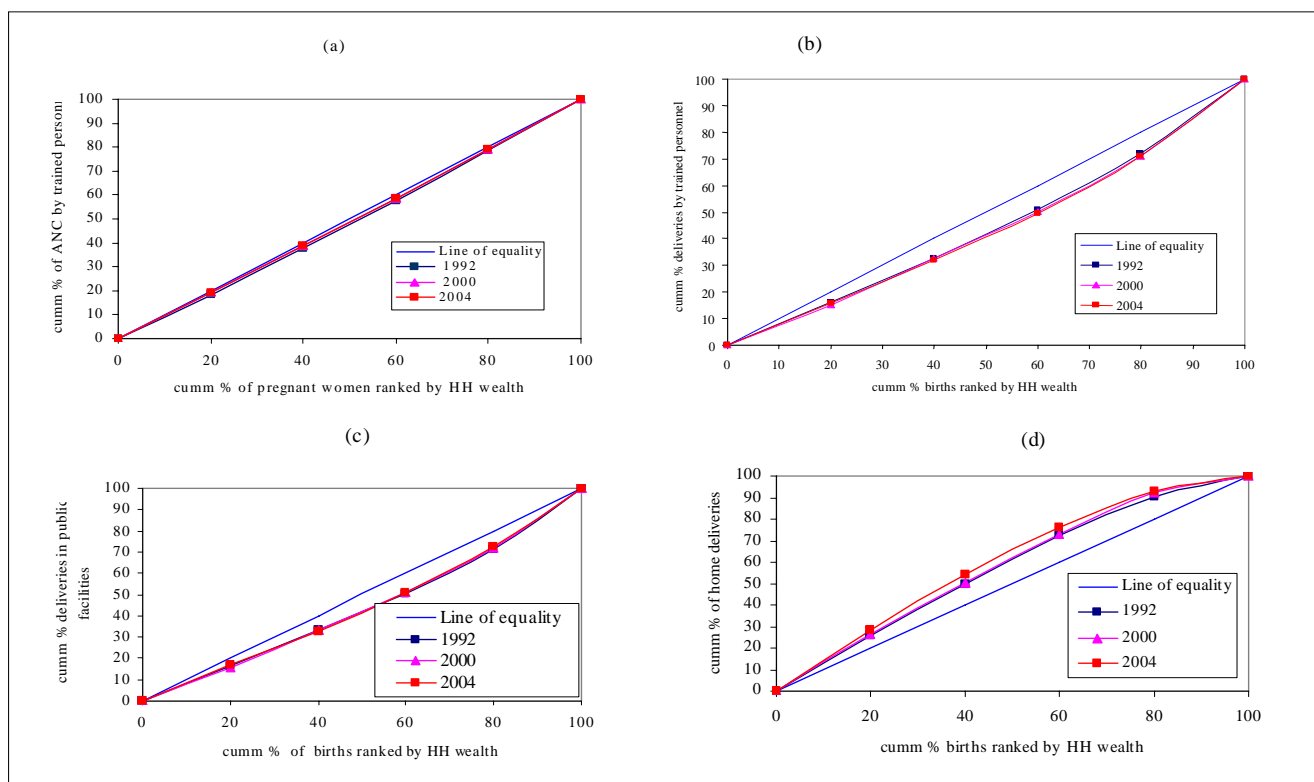 (a)
cumm % of ANC by trained person
100
90
80
70
60
50
40
30
20
10
0
0 20 40 60 80 100
cumm % of pregnant women ranked by HH wealth
Line of equality
1992
2000
2004
(b)
cumm % deliveries by trained personnel
100
90
80
70
60
50
40
30
20
10
0
0 10 20 30 40 50 60 70 80 90 100
cumm % births ranked by HH wealth
Line of equality
1992
2000
2004
(c)
cumm % deliveries in public
facilities
100
90
80
70
60
50
40
30
20
10
0
0 20 40 60 80 100
cumm % of births ranked by HH wealth
Line of equality
1992
2000
2004
(d)
cumm % of home deliveries
100
90
80
70
60
50
40
30
20
10
0
0 20 40 60 80 100
cumm % births ranked by HH wealth
Line of equality
1992
2000
2004